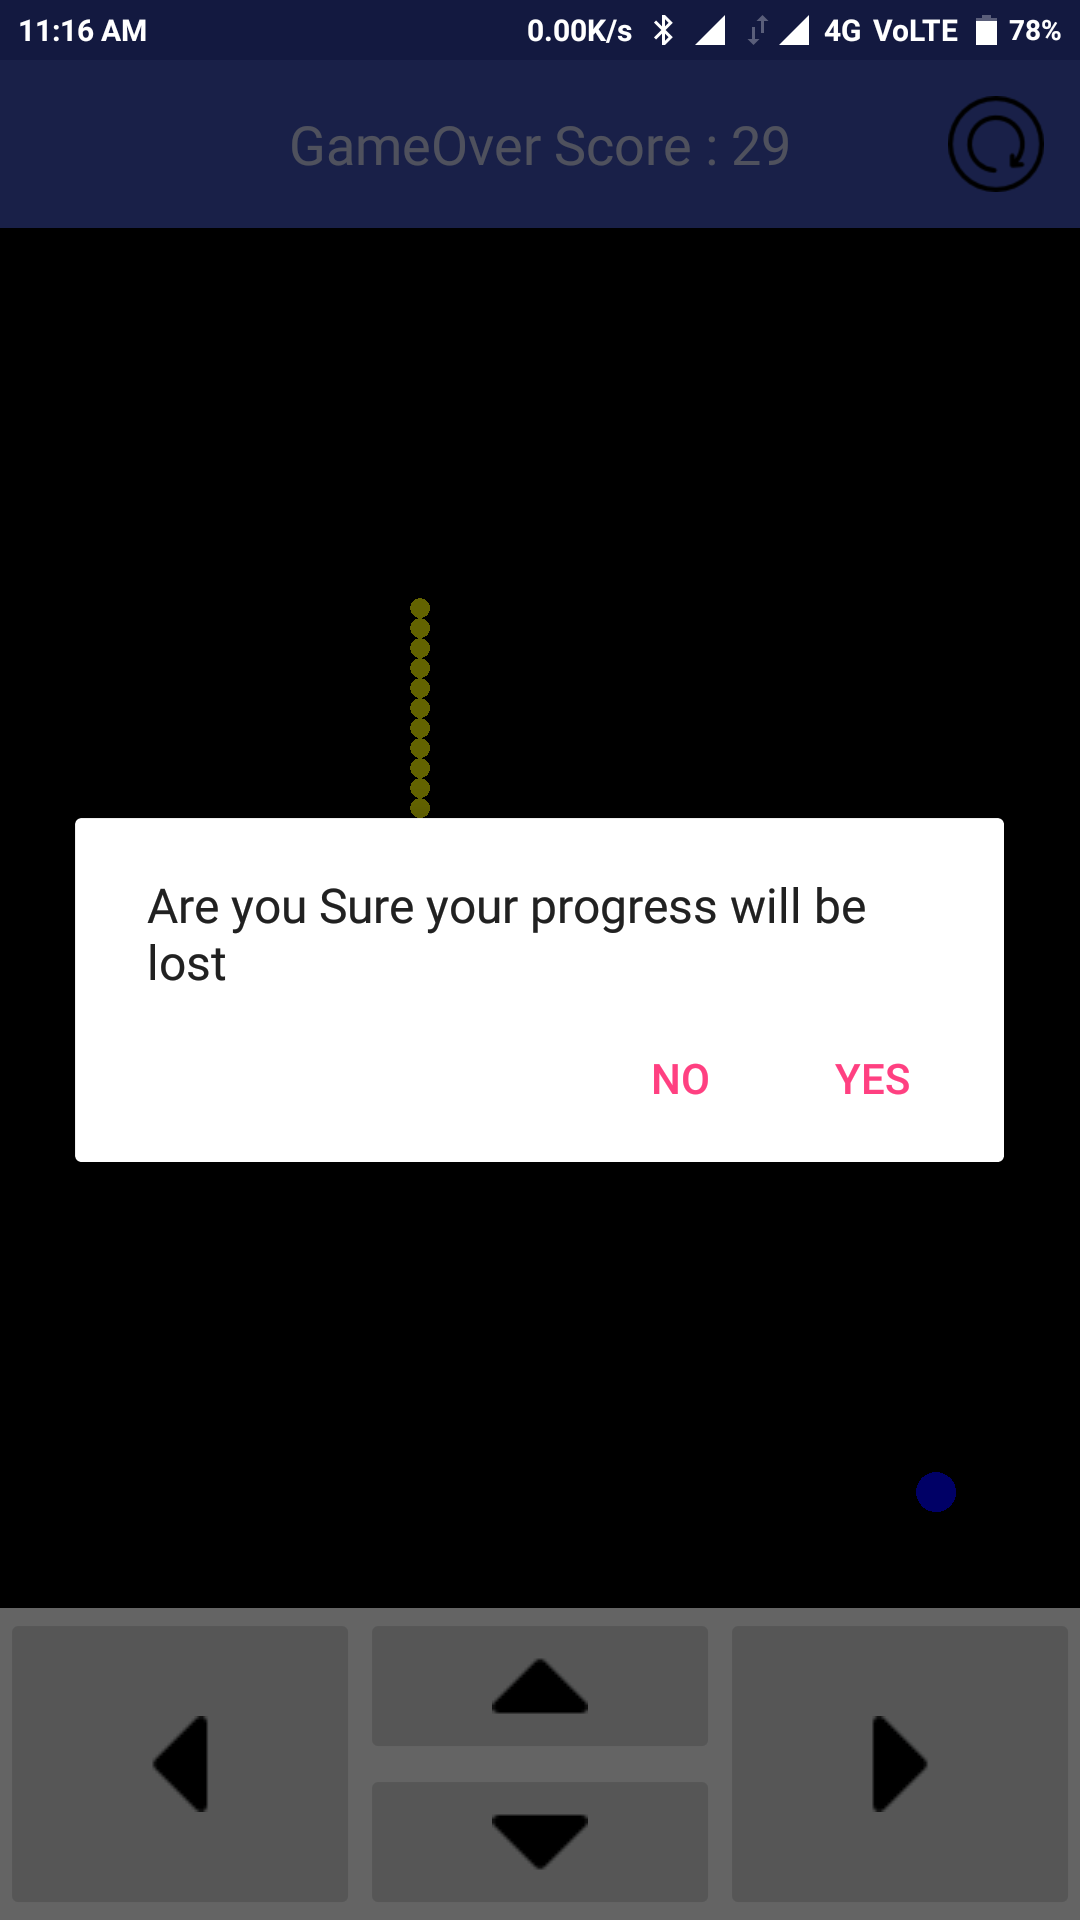 11:16 AM 0.00K/s 4G VoLTE 78%
GameOver Score : 29
Are you Sure your progress will be
lost
NO YES